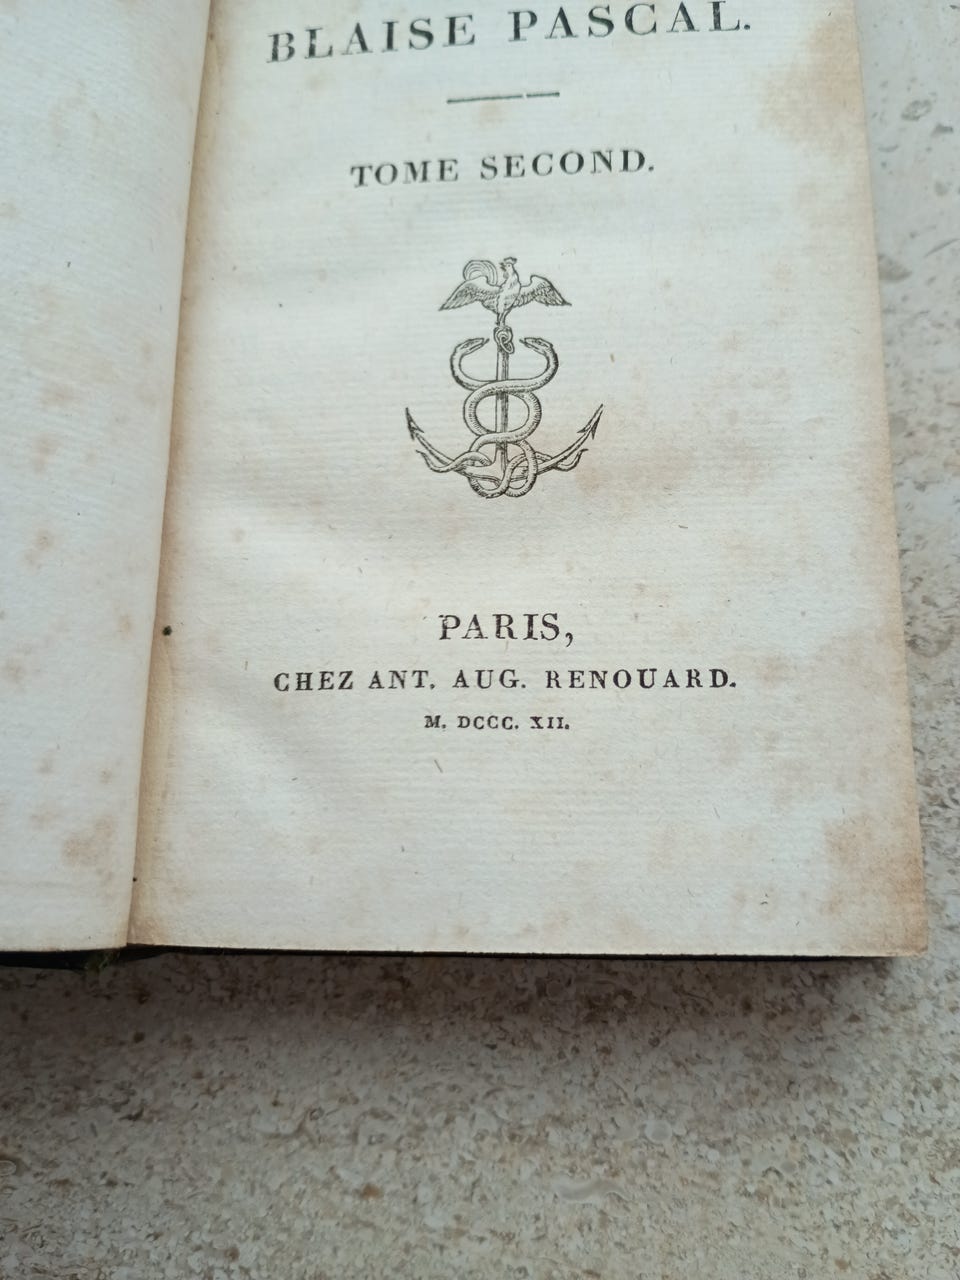 BLAISE PASCAL.
TOME SECOND.
PARIS,
CHEZ ANT. AUG. RENOUARD.
M. DCCC. XII.